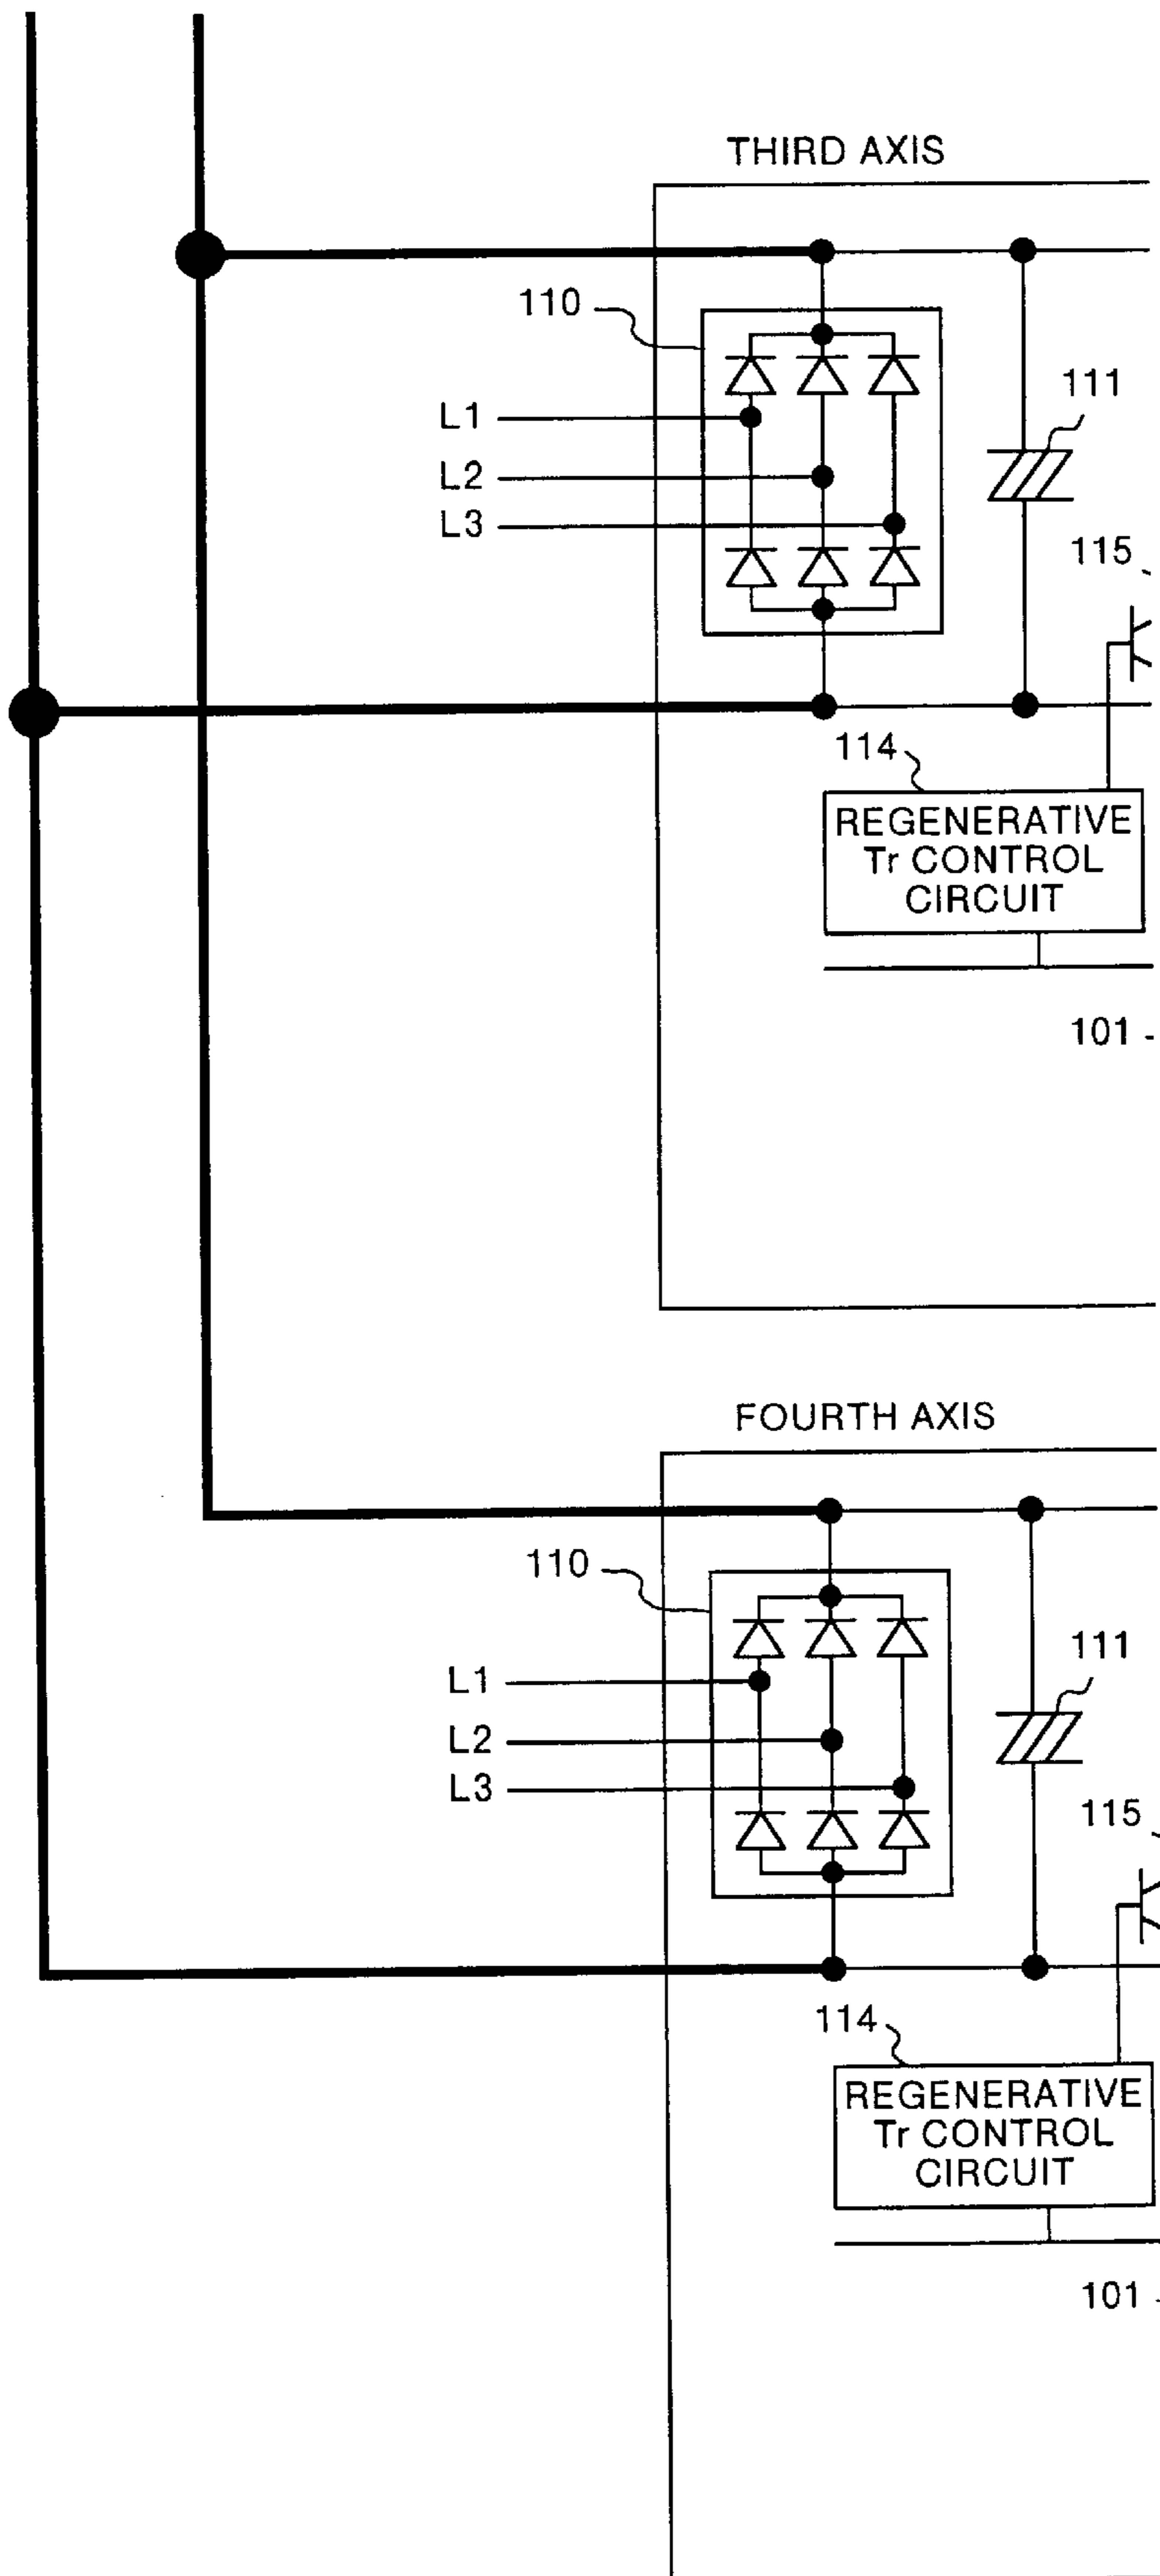 THIRD AXIS
110
111
L1
L2
L3
115
114
REGENERATIVE
Tr CONTROL
CIRCUIT
101
FOURTH AXIS
110
111
L1
L2
L3
115
114
REGENERATIVE
Tr CONTROL
CIRCUIT
101